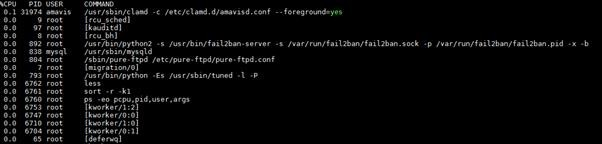 %CPU PID USER COMMAND
0.1 31974 amavis /usr/sbin/clamd -c /etc/clamd.d/amavisd.conf --foreground=yes
0.0 9 root [rcu_sched]
0.0 97 root [kauditd]
0.0 8 root [rcu_bh]
0.0 892 root /usr/bin/python2 -s /usr/bin/fail2ban-server -s /var/run/fail2ban/fail2ban.sock -p /var/run/fail2ban/fail2ban.pid -x -b
0.0 838 mysql /usr/sbin/mysqld
0.0 804 root /sbin/pure-ftpd /etc/pure-ftpd/pure-ftpd.conf
0.0 7 root [migration/0]
0.0 793 root /usr/bin/python -Es /usr/sbin/tuned -l -P
0.0 6762 root less
0.0 6761 root sort -r -k1
0.0 6760 root ps -eo pcpu,pid,user,args
0.0 6753 root [kworker/1:2]
0.0 6747 root [kworker/0:0]
0.0 6710 root [kworker/1:0]
0.0 6704 root [kworker/0:1]
0.0 65 root [deferwq]